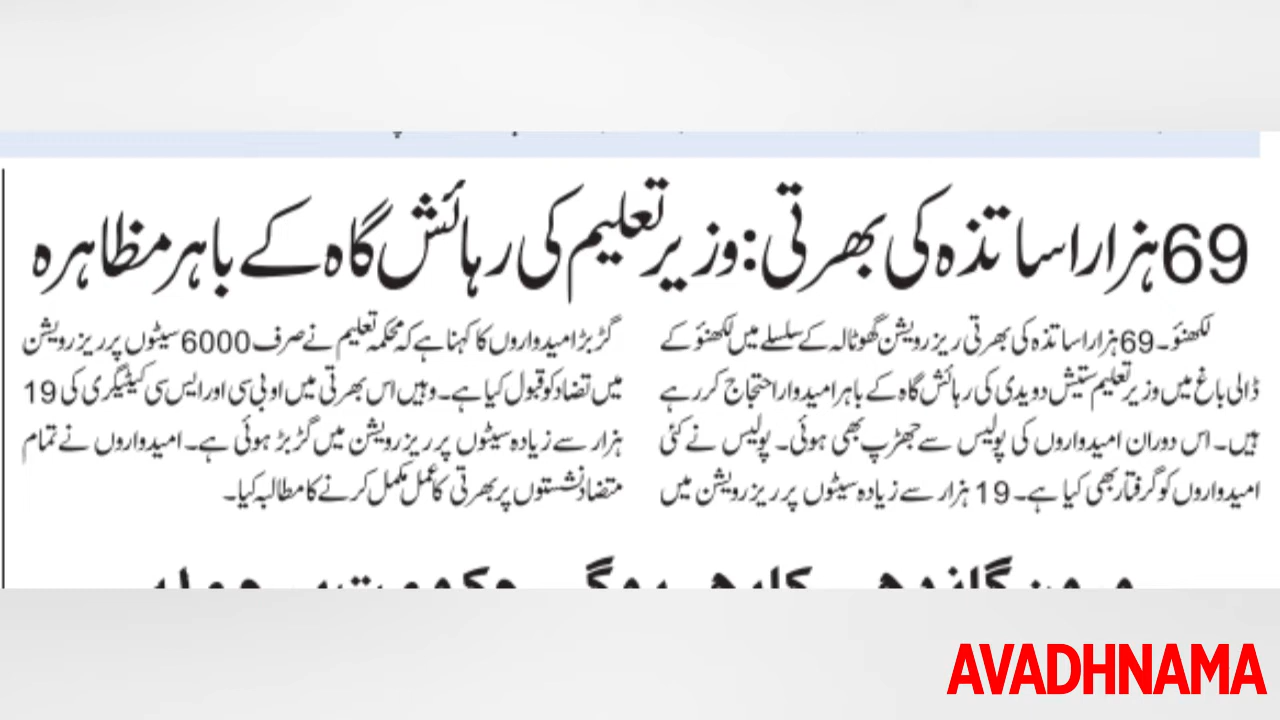 69ہزار اساتذہ کی بھرتی: وزیر تعلیم کی رہائش گاہ کے باہر مظاہرہ
لکھنؤ۔ 69 ہزار اساتذہ کی بھرتی ریزرویشن گھوٹالہ کے سلسلے میں لکھنؤ کے
ڈالی باغ میں وزیر تعلیم ستیش دویدی کی رہائش گاہ کے باہر امیدوار احتجاج کر رہے
ہیں۔ اس دوران امیدواروں کی پولیس سے جھڑپ بھی ہوئی۔ پولیس نے کئی
امیدواروں کو گرفتار بھی کیا ہے۔ 19 ہزار سے زیادہ سیٹوں پر ریزرویشن میں
گڑبڑ امیدواروں کا کہنا ہے کہ محکمہ تعلیم نے صرف 6000 سیٹوں پر ریزرویشن
میں تضاد کو قبول کیا ہے۔ وہیں اس بھرتی میں او بی سی اور ایس سی کیٹیگری کی 19
ہزار سے زیادہ سیٹوں پر ریزرویشن میں گڑبڑ ہوئی ہے۔ امیدواروں نے تمام
متضاد نشستوں پر بھرتی کا عمل مکمل کرنے کا مطالبہ کیا۔
AVADHNAMA